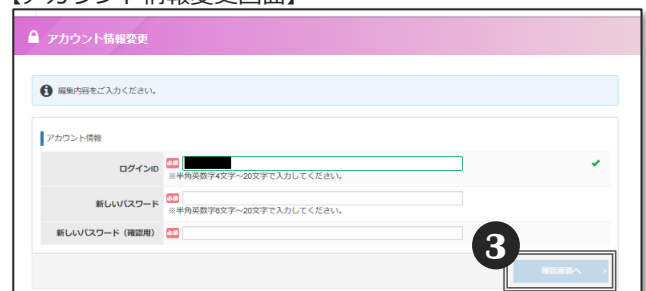 【アカウント情報変更画面】
アカウント情報変更
編集内容をご入力ください。
アカウント情報
ログインID 必須
※半角英数字4文字～20文字で入力してください。
新しいパスワード 必須
※半角英数字6文字～20文字で入力してください。
新しいパスワード（確認用） 必須
3
確認画面へ